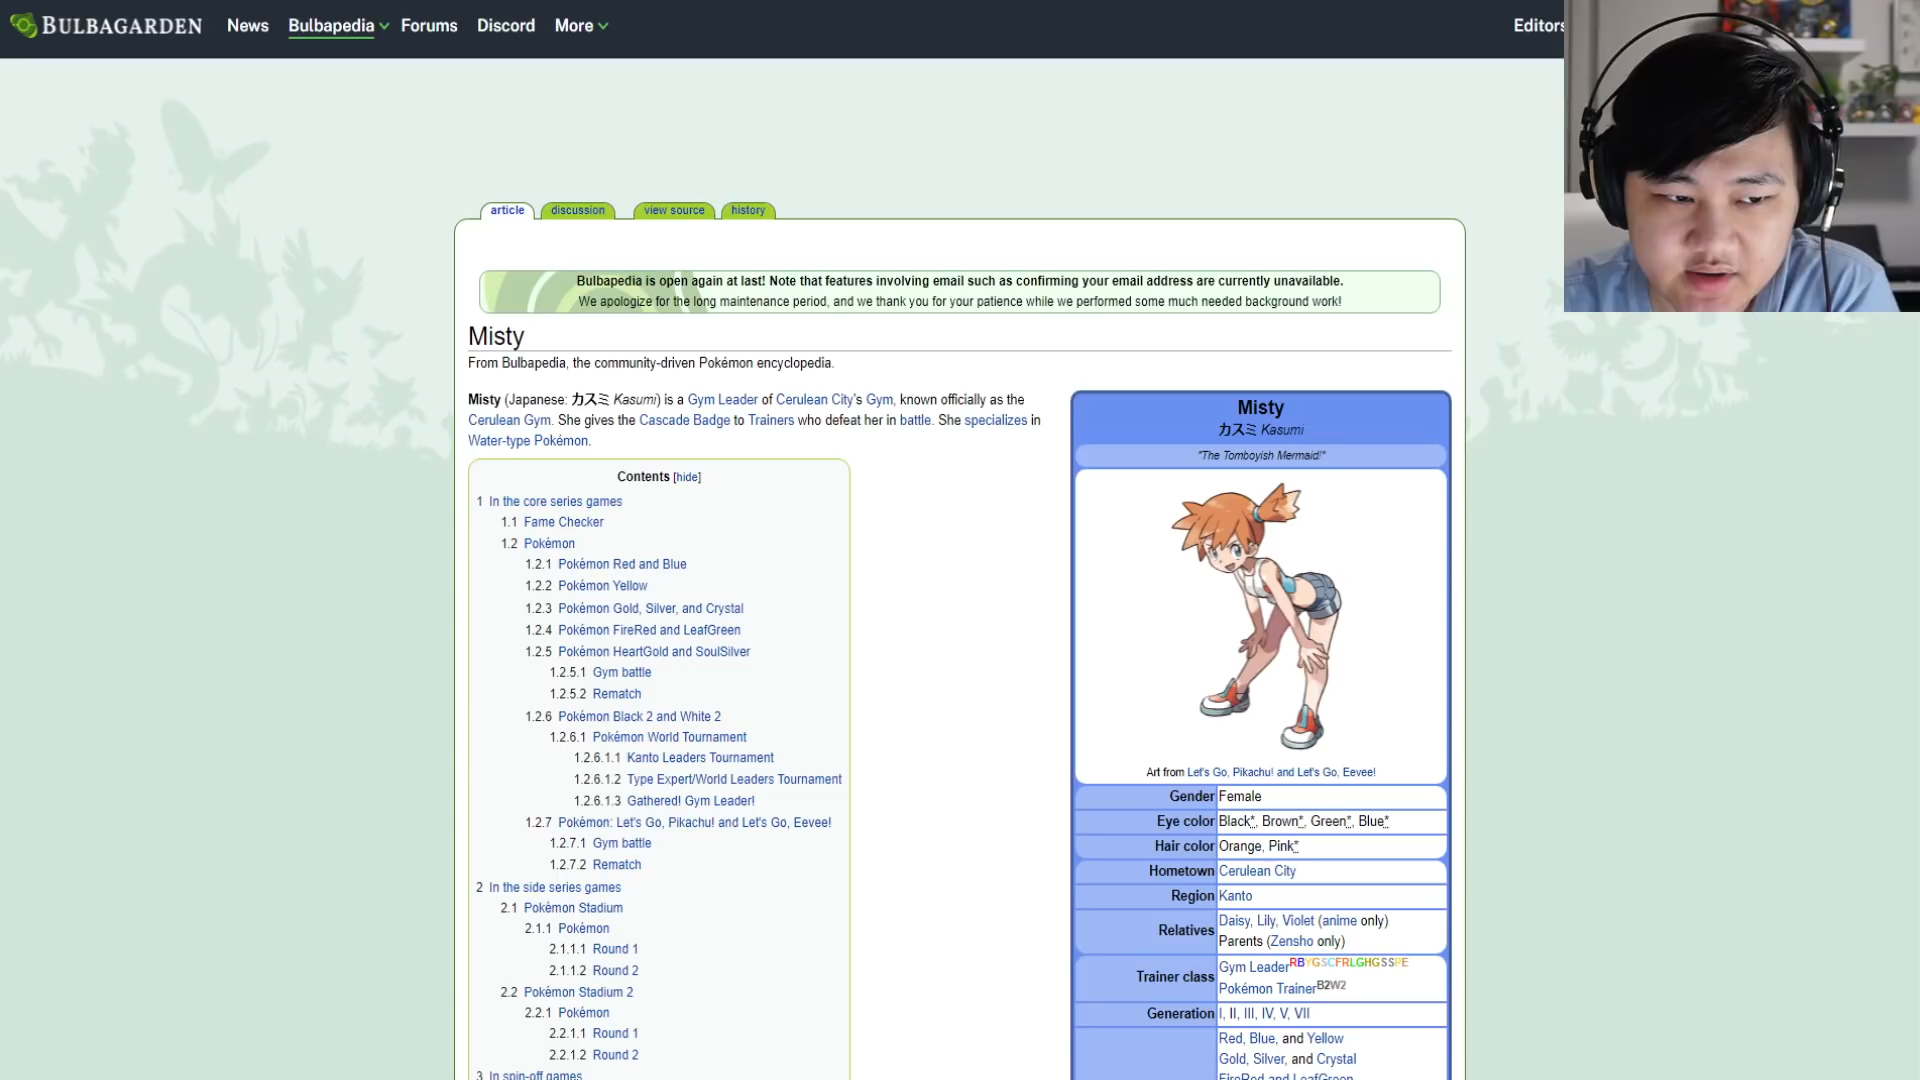 BULBAGARDEN News Bulbapedia Forums Discord More Editors
article discussion view source history
Bulbapedia is open again at last! Note that features involving email such as confirming your email address are currently unavailable.
We apologize for the long maintenance period, and we thank you for your patience while we performed some much needed background work!
Misty
From Bulbapedia, the community-driven Pokémon encyclopedia.
Misty (Japanese: カスミ Kasumi) is a Gym Leader of Cerulean City's Gym, known officially as the
Cerulean Gym. She gives the Cascade Badge to Trainers who defeat her in battle. She specializes in
Water-type Pokémon.
Contents [hide]
1 In the core series games
1.1 Fame Checker
1.2 Pokémon
1.2.1 Pokémon Red and Blue
1.2.2 Pokémon Yellow
1.2.3 Pokémon Gold, Silver, and Crystal
1.2.4 Pokémon FireRed and LeafGreen
1.2.5 Pokémon HeartGold and SoulSilver
1.2.5.1 Gym battle
1.2.5.2 Rematch
1.2.6 Pokémon Black 2 and White 2
1.2.6.1 Pokémon World Tournament
1.2.6.1.1 Kanto Leaders Tournament
1.2.6.1.2 Type Expert/World Leaders Tournament
1.2.6.1.3 Gathered! Gym Leader!
1.2.7 Pokémon: Let's Go, Pikachu! and Let's Go, Eevee!
1.2.7.1 Gym battle
1.2.7.2 Rematch
2 In the side series games
2.1 Pokémon Stadium
2.1.1 Pokémon
2.1.1.1 Round 1
2.1.1.2 Round 2
2.2 Pokémon Stadium 2
2.2.1 Pokémon
2.2.1.1 Round 1
2.2.1.2 Round 2
3 In spin-off games
Misty
カスミ Kasumi
"The Tomboyish Mermaid!"
Art from Let's Go, Pikachu! and Let's Go, Eevee!
Gender Female
Eye color Black*, Brown*, Green*, Blue*
Hair color Orange, Pink*
Hometown Cerulean City
Region Kanto
Relatives Daisy, Lily, Violet (anime only)
Parents (Zensho only)
Trainer class Gym LeaderRBYGSCFRLGHGSSPE
Pokémon TrainerB2W2
Generation I, II, III, IV, V, VII
Red, Blue, and Yellow
Gold, Silver, and Crystal
FireRed and LeafGreen